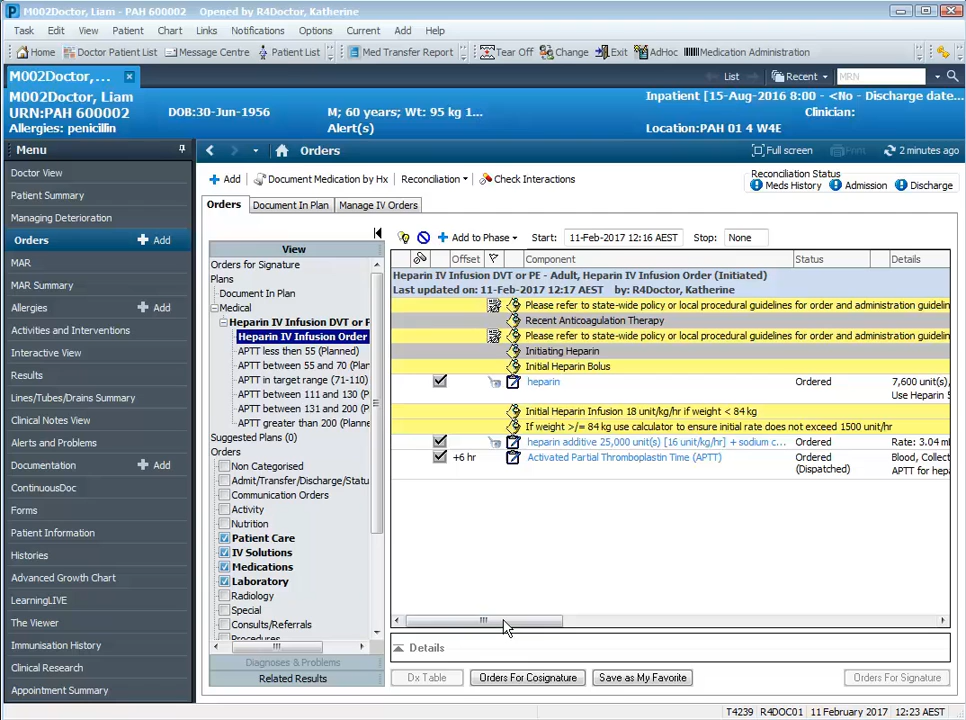 M002Doctor, Liam - PAH 600002    Opened by R4Doctor, Katherine
Task Edit View Patient Chart Links Notifications Options Current Add Help
Home Doctor Patient List Message Centre Patient List Med Transfer Report Tear Off Change Exit AdHoc Medication Administration
M002Doctor,... List Recent MRN
M002Doctor, Liam
URN:PAH 600002
Allergies: penicillin
DOB:30-Jun-1956
M; 60 years; Wt: 95 kg 1...
Alert(s)
Inpatient [15-Aug-2016 8:00 - <No - Discharge date...
Clinician:
Location:PAH 01 4 W4E
Menu
Doctor View
Patient Summary
Managing Deterioration
Orders Add
MAR
MAR Summary
Allergies Add
Activities and Interventions
Interactive View
Results
Lines/Tubes/Drains Summary
Clinical Notes View
Alerts and Problems
Documentation Add
ContinuousDoc
Forms
Patient Information
Histories
Advanced Growth Chart
LearningLIVE
The Viewer
Immunisation History
Clinical Research
Appointment Summary
Orders Full screen Print 2 minutes ago
Add Document Medication by Hx Reconciliation Check Interactions
Reconciliation Status
Meds History Admission Discharge
Orders Document In Plan Manage IV Orders
View
Orders for Signature
Plans
Document In Plan
Medical
Heparin IV Infusion DVT or P
Heparin IV Infusion Order
APTT less then 55 (Planned)
APTT between 55 and 70 (Plan
APTT in target range (71-110)
APTT between 111 and 130 (P
APTT between 131 and 200 (P
APTT greater than 200 (Planned
Suggested Plans (0)
Orders
Non Categorised
Admit/Transfer/Discharge/Statu
Communication Orders
Activity
Nutrition
Patient Care
IV Solutions
Medications
Laboratory
Radiology
Special
Consults/Referrals
Procedures
Diagnoses & Problems
Related Results
Add to Phase Start: 11-Feb-2017 12:16 AEST Stop: None
Offset Component Status Details
Heparin IV Infusion DVT or PE - Adult, Heparin IV Infusion Order (Initiated)
Last updated on: 11-Feb-2017 12:17 AEST by: R4Doctor, Katherine
Please refer to state-wide policy or local procedural guidelines for order and administration guidelin
Recent Anticoagulation Therapy
Please refer to state-wide policy or local procedural guidelines for order and administration guidelin
Initiating Heparin
Initial Heparin Bolus
heparin Ordered 7,600 unit(s),
Use Heparin 5
Initial Heparin Infusion 18 unit/kg/hr if weight < 84 kg
If weight >/= 84 kg use calculator to ensure initial rate does not exceed 1500 unit/hr
heparin additive 25,000 unit(s) [16 unit/kg/hr] + sodium c... Ordered Rate: 3.04 ml
+6 hr Activated Partial Thromboplastin Time (APTT) Ordered Blood, Collect
(Dispatched) APTT for hepa
Details
Dx Table Orders For Cosignature Save as My Favorite Orders For Signature
T4239 R4DOC01 11 February 2017 12:23 AEST